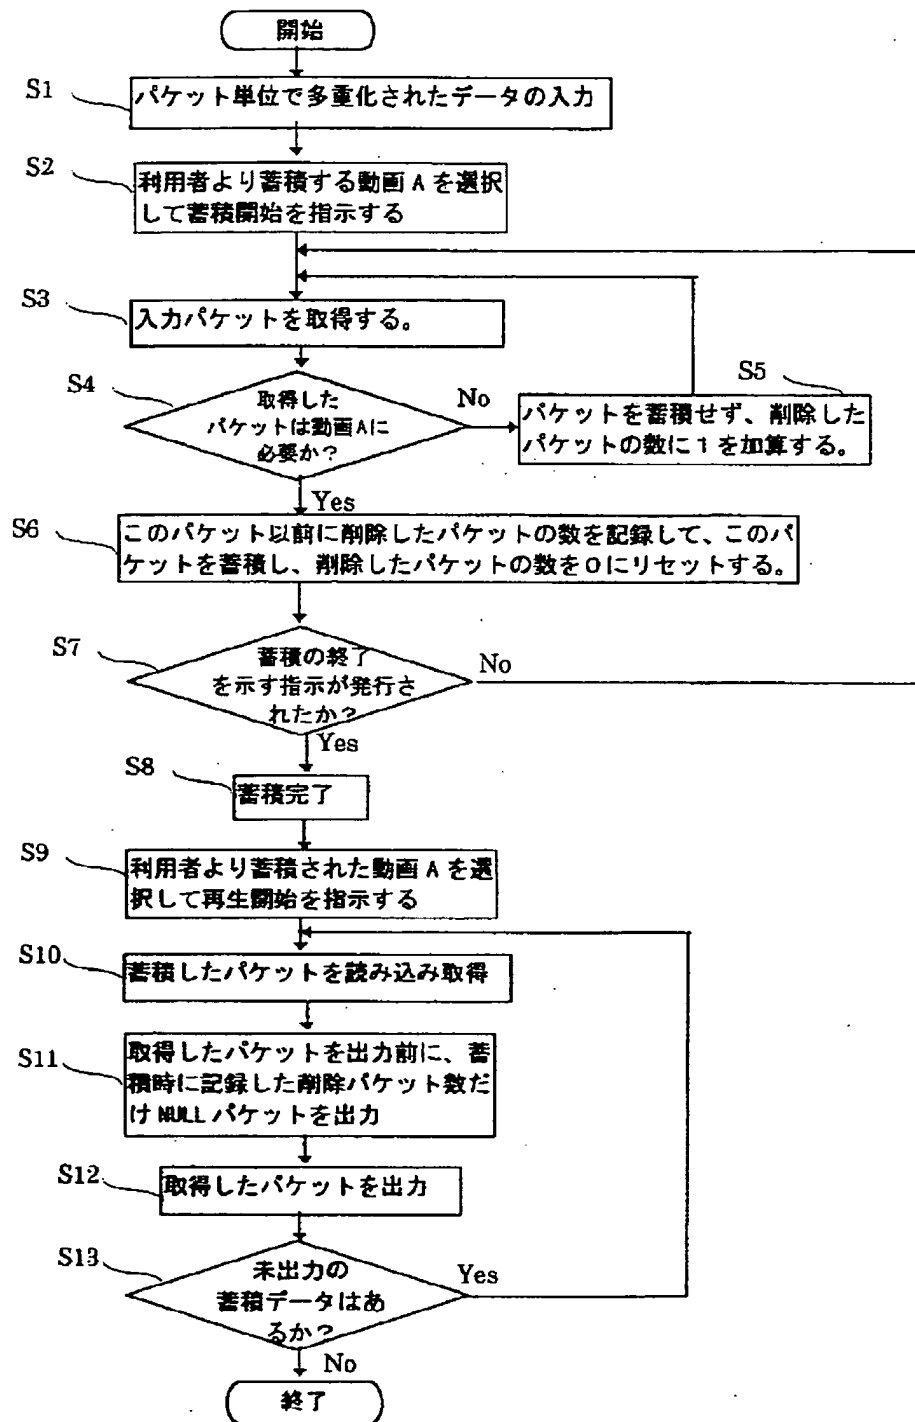 開始
S1
パケット単位で多重化されたデータの入力
S2
利用者より蓄積する動画 A を選択
して蓄積開始を指示する
S3
入力パケットを取得する。
S4
取得した
パケットは動画Aに
必要か?
No
S5
パケットを蓄積せず、削除した
パケットの数に1を加算する。
Yes
S6
このパケット以前に削除したパケットの数を記録して、このパ
ケットを蓄積し、削除したパケットの数を0にリセットする。
S7
蓄積の終了
を示す指示が発行さ
れたか?
No
Yes
S8
蓄積完了
S9
利用者より蓄積された動画 A を選
択して再生開始を指示する
S10
蓄積したパケットを読み込み取得
S11
取得したパケットを出力前に、蓄
積時に記録した削除パケット数だ
け NULL パケットを出力
S12
取得したパケットを出力
S13
未出力の
蓄積データはあ
るか?
Yes
No
終了